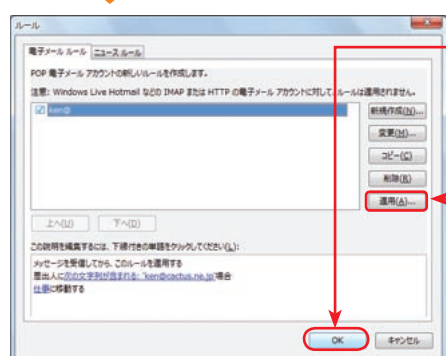 ルール
電子メール ルール ニュース ルール
POP 電子メール アカウントの新しいルールを作成します。
注意: Windows Live Hotmail などの IMAP または HTTP の電子メール アカウントに対して、ルールは適用されません。
ken@
新規作成(N)...
変更(M)...
コピー(C)
削除(R)
適用(A)...
上へ(U) 下へ(D)
この説明を編集するには、下線付きの単語をクリックしてください(L):
メッセージを受信してから、このルールを適用する
差出人に次の文字列が含まれる: 'ken@cactus.ne.jp'場合
仕事に移動する
OK キャンセル